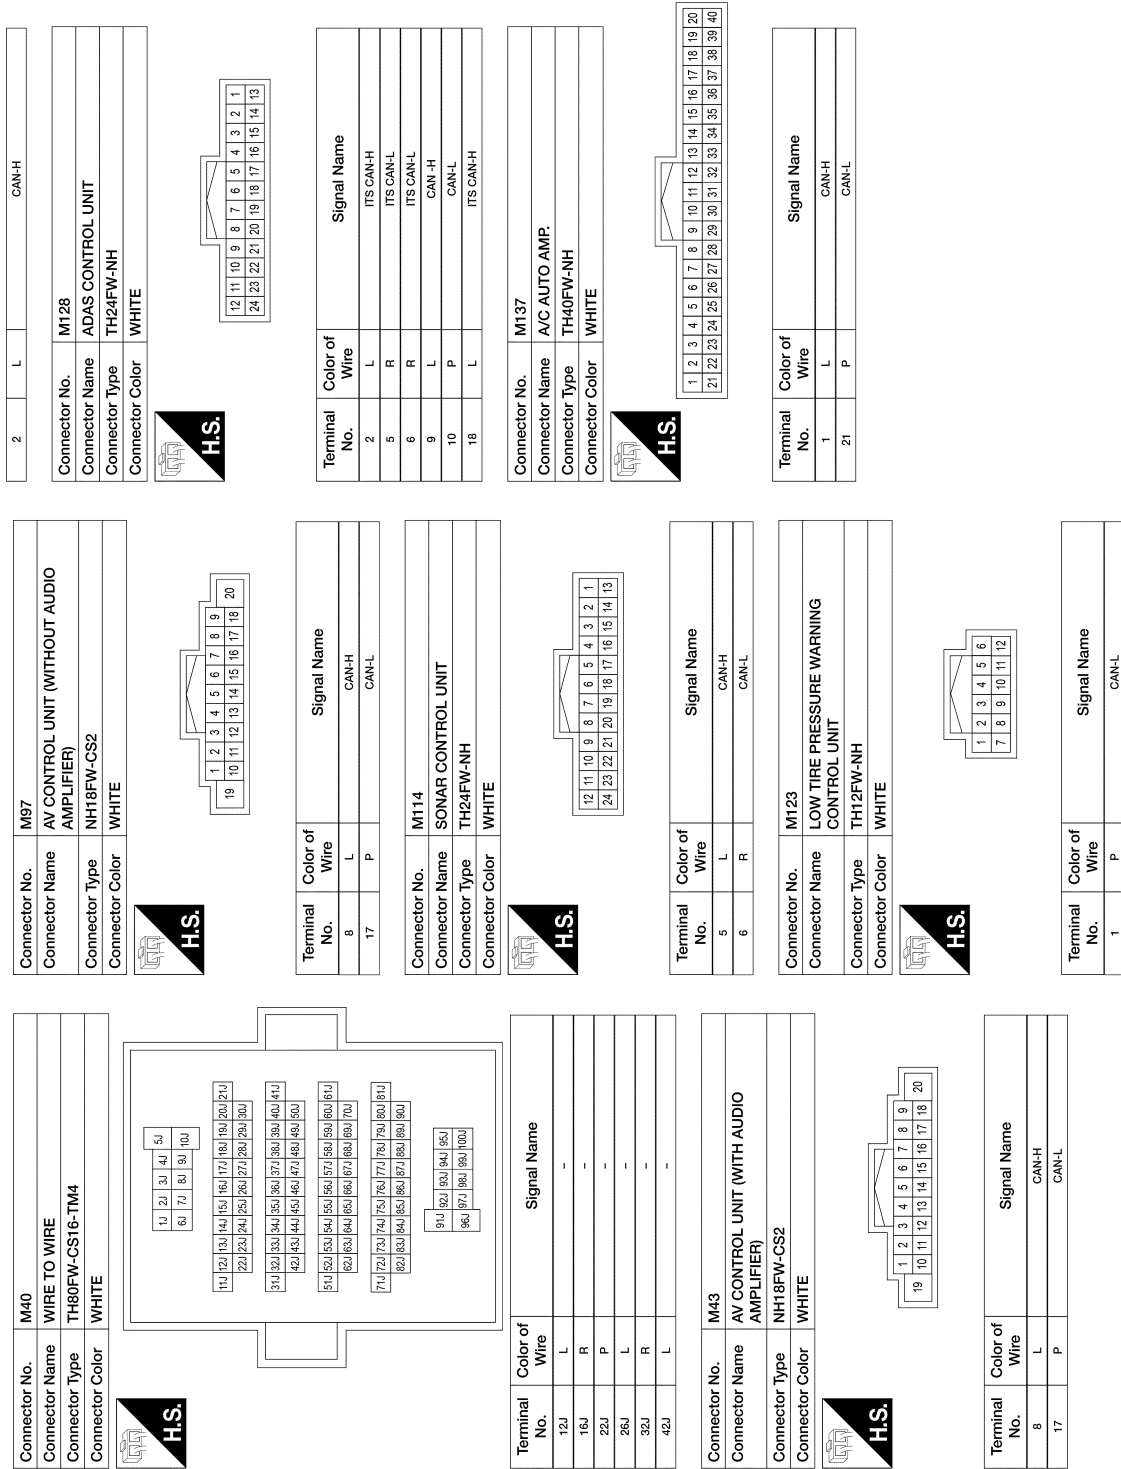 Connector No. M40
Connector Name WIRE TO WIRE
Connector Type TH80FW-CS16-TM4
Connector Color WHITE
H.S.
1J 2J 3J 4J 5J
6J 7J 8J 9J 10J
11J 12J 13J 14J 15J 16J 17J 18J 19J 20J 21J
22J 23J 24J 25J 26J 27J 28J 29J 30J
31J 32J 33J 34J 35J 36J 37J 38J 39J 40J 41J
42J 43J 44J 45J 46J 47J 48J 49J 50J
51J 52J 53J 54J 55J 56J 57J 58J 59J 60J 61J
62J 63J 64J 65J 66J 67J 68J 69J 70J
71J 72J 73J 74J 75J 76J 77J 78J 79J 80J 81J
82J 83J 84J 85J 86J 87J 88J 89J 90J
91J 92J 93J 94J 95J
96J 97J 98J 99J 100J
Terminal No. Color of Wire Signal Name
12J L –
16J R –
22J P –
26J L –
32J R –
42J L –
Connector No. M43
Connector Name AV CONTROL UNIT (WITH AUDIO
AMPLIFIER)
Connector Type NH18FW-CS2
Connector Color WHITE
H.S.
1 2 3 4 5 6 7 8 9
19 10 11 12 13 14 15 16 17 18 20
Terminal No. Color of Wire Signal Name
8 L CAN-H
17 P CAN-L
Connector No. M97
Connector Name AV CONTROL UNIT (WITHOUT AUDIO
AMPLIFIER)
Connector Type NH18FW-CS2
Connector Color WHITE
H.S.
1 2 3 4 5 6 7 8 9
19 10 11 12 13 14 15 16 17 18 20
Terminal No. Color of Wire Signal Name
8 L CAN-H
17 P CAN-L
Connector No. M114
Connector Name SONAR CONTROL UNIT
Connector Type TH24FW-NH
Connector Color WHITE
H.S.
12 11 10 9 8 7 6 5 4 3 2 1
24 23 22 21 20 19 18 17 16 15 14 13
Terminal No. Color of Wire Signal Name
5 L CAN-H
6 R CAN-L
Connector No. M123
Connector Name LOW TIRE PRESSURE WARNING
CONTROL UNIT
Connector Type TH12FW-NH
Connector Color WHITE
H.S.
1 2 3 4 5 6
7 8 9 10 11 12
Terminal No. Color of Wire Signal Name
1 P CAN-L
2 L CAN-H
Connector No. M128
Connector Name ADAS CONTROL UNIT
Connector Type TH24FW-NH
Connector Color WHITE
H.S.
12 11 10 9 8 7 6 5 4 3 2 1
24 23 22 21 20 19 18 17 16 15 14 13
Terminal No. Color of Wire Signal Name
2 L ITS CAN-H
5 R ITS CAN-L
6 R ITS CAN-L
9 L CAN -H
10 P CAN-L
18 L ITS CAN-H
Connector No. M137
Connector Name A/C AUTO AMP.
Connector Type TH40FW-NH
Connector Color WHITE
H.S.
1 2 3 4 5 6 7 8 9 10 11 12 13 14 15 16 17 18 19 20
21 22 23 24 25 26 27 28 29 30 31 32 33 34 35 36 37 38 39 40
Terminal No. Color of Wire Signal Name
1 L CAN-H
21 P CAN-L